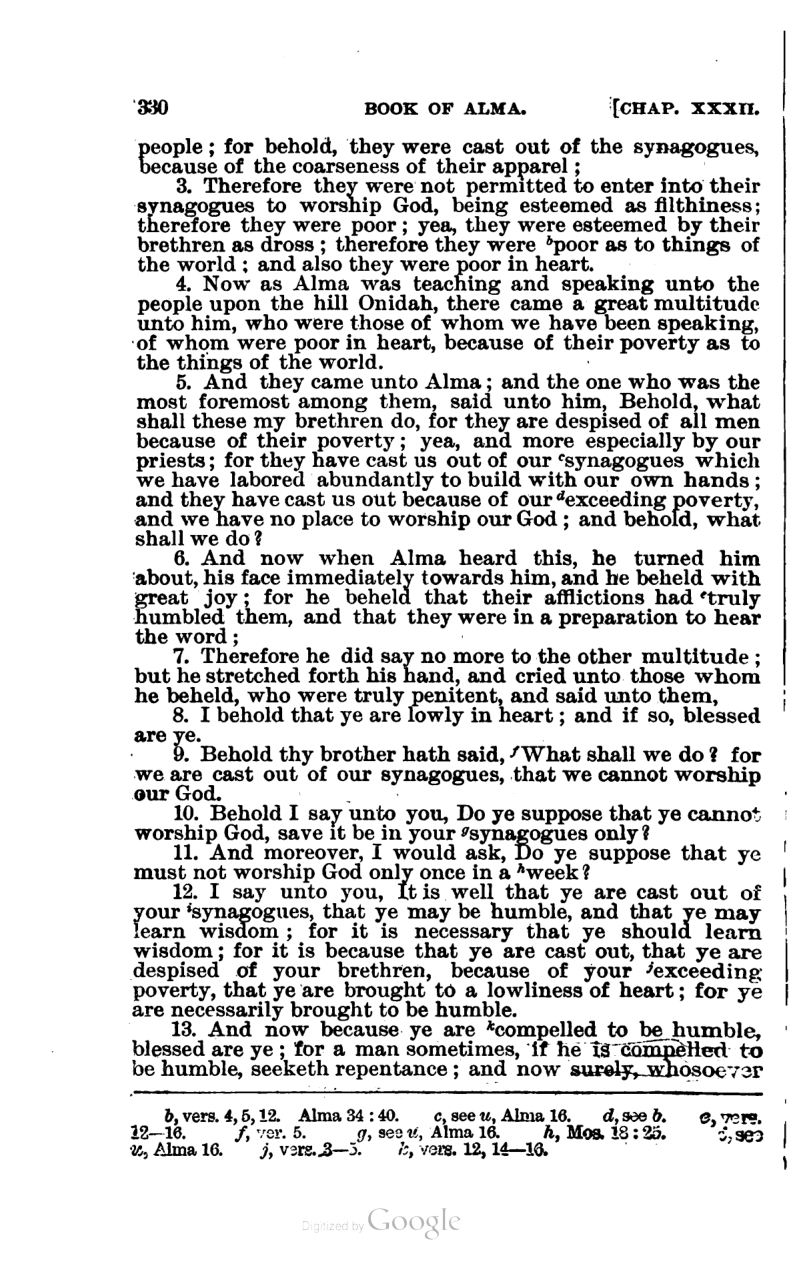 330 BOOK OF ALMA. [CHAP. XXXII.
people; for behold, they were cast out of the synagogues,
because of the coarseness of their apparel;
3. Therefore they were not permitted to enter into their
synagogues to worship God, being esteemed as filthiness;
therefore they were poor; yea, they were esteemed by their
brethren as dross; therefore they were bpoor as to things of
the world; and also they were poor in heart.
4. Now as Alma was teaching and speaking unto the
people upon the hill Onidah, there came a great multitude
unto him, who were those of whom we have been speaking,
of whom were poor in heart, because of their poverty as to
the things of the world.
5. And they came unto Alma; and the one who was the
most foremost among them, said unto him, Behold, what
shall these my brethren do, for they are despised of all men
because of their poverty; yea, and more especially by our
priests; for they have cast us out of our csynagogues which
we have labored abundantly to build with our own hands;
and they have cast us out because of our dexceeding poverty,
and we have no place to worship our God; and behold, what
shall we do?
6. And now when Alma heard this, he turned him
about, his face immediately towards him, and he beheld with
great joy; for he beheld that their afflictions had etruly
humbled them, and that they were in a preparation to hear
the word;
7. Therefore he did say no more to the other multitude;
but he stretched forth his hand, and cried unto those whom
he beheld, who were truly penitent, and said unto them,
8. I behold that ye are lowly in heart; and if so, blessed
are ye.
9. Behold thy brother hath said, fWhat shall we do? for
we are cast out of our synagogues, that we cannot worship
our God.
10. Behold I say unto you, Do ye suppose that ye cannot
worship God, save it be in your gsynagogues only?
11. And moreover, I would ask, Do ye suppose that ye
must not worship God only once in a hweek?
12. I say unto you, It is well that ye are cast out of
your isynagogues, that ye may be humble, and that ye may
learn wisdom; for it is necessary that ye should learn
wisdom; for it is because that ye are cast out, that ye are
despised of your brethren, because of your jexceeding
poverty, that ye are brought to a lowliness of heart; for ye
are necessarily brought to be humble.
13. And now because ye are kcompelled to be humble,
blessed are ye; for a man sometimes, if he is compelled to
be humble, seeketh repentance; and now surely, whosoever
b, vers. 4, 5, 12. Alma 34:40. c, see u, Alma 16. d, see b. e, vers.
12—16. f, ver. 5. g, see u, Alma 16. h, Mos. 18:25. i, see
u, Alma 16. j, vers. 3—5. k, vers. 12, 14—16.
Digitized by Google